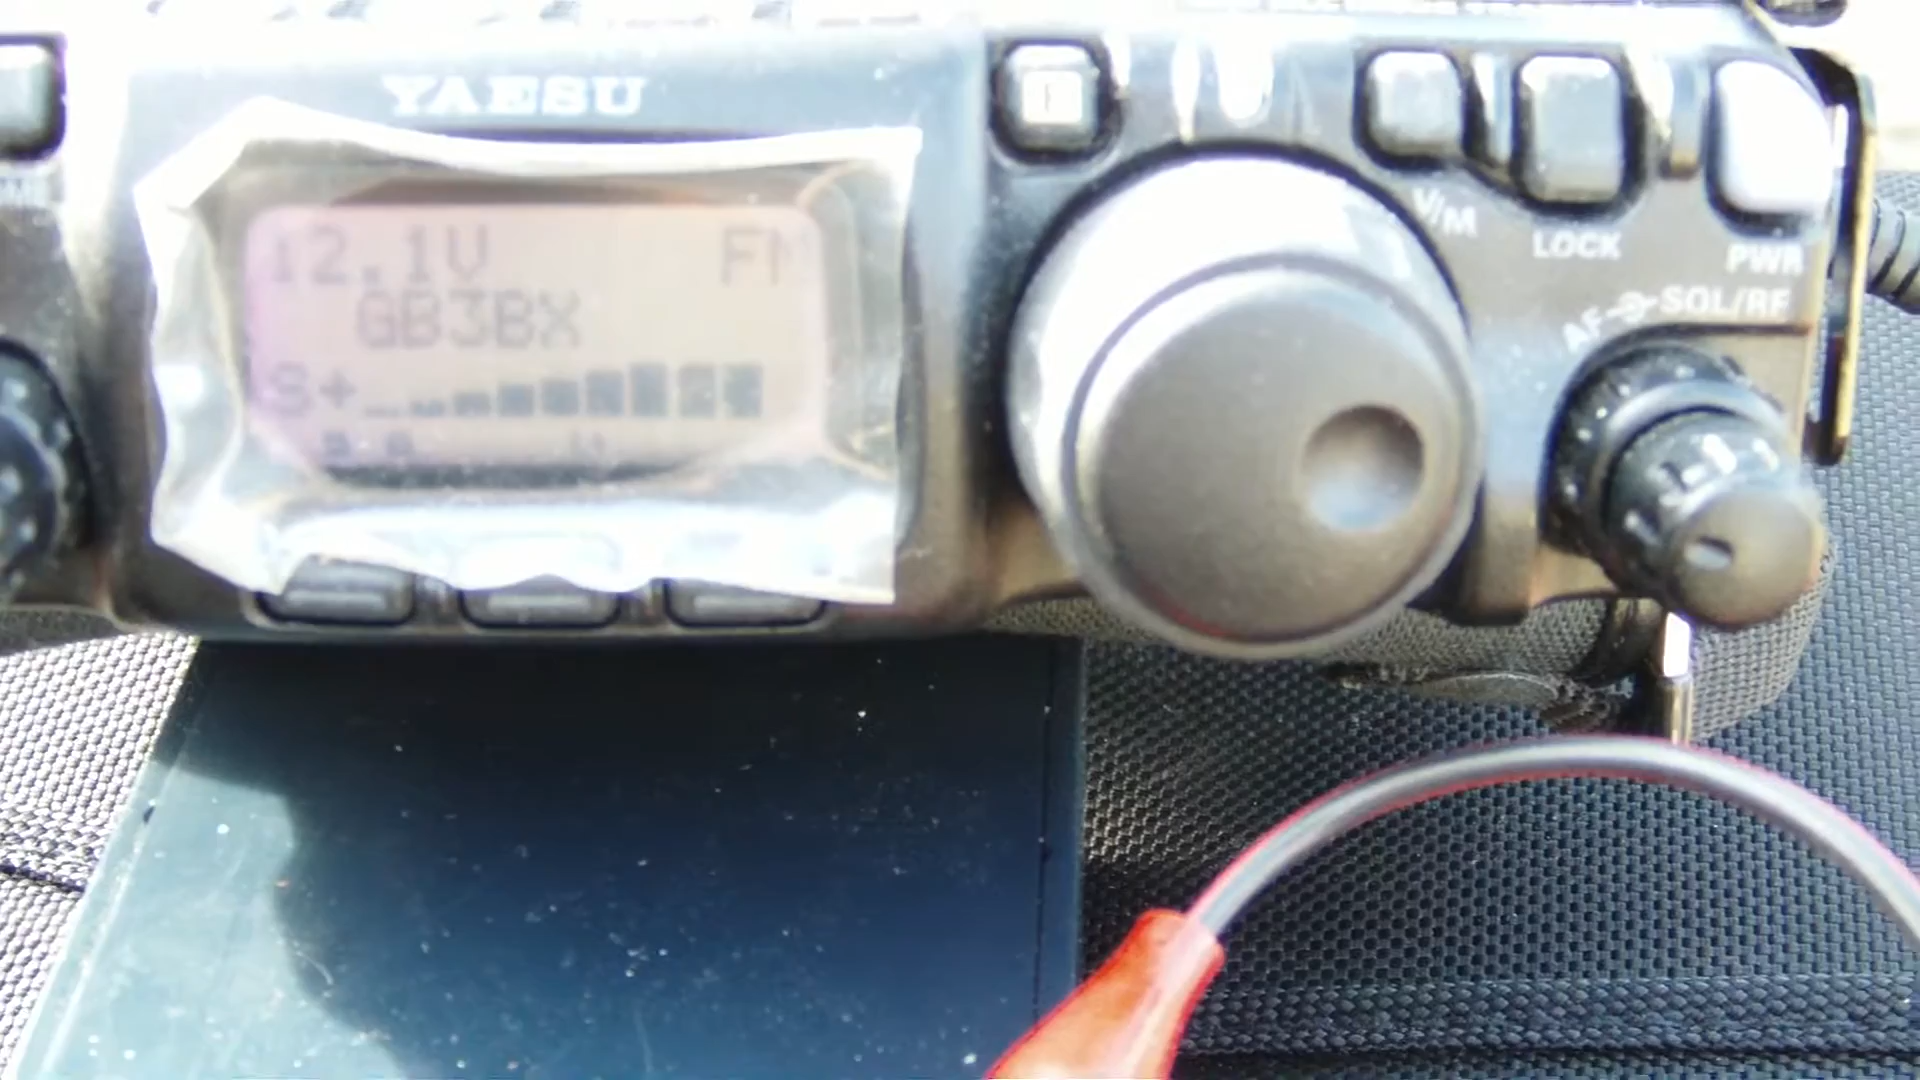 YAESU
12.1V FM
GB3BX
S+
F
V/M
LOCK
PWR
AF SQL/RF